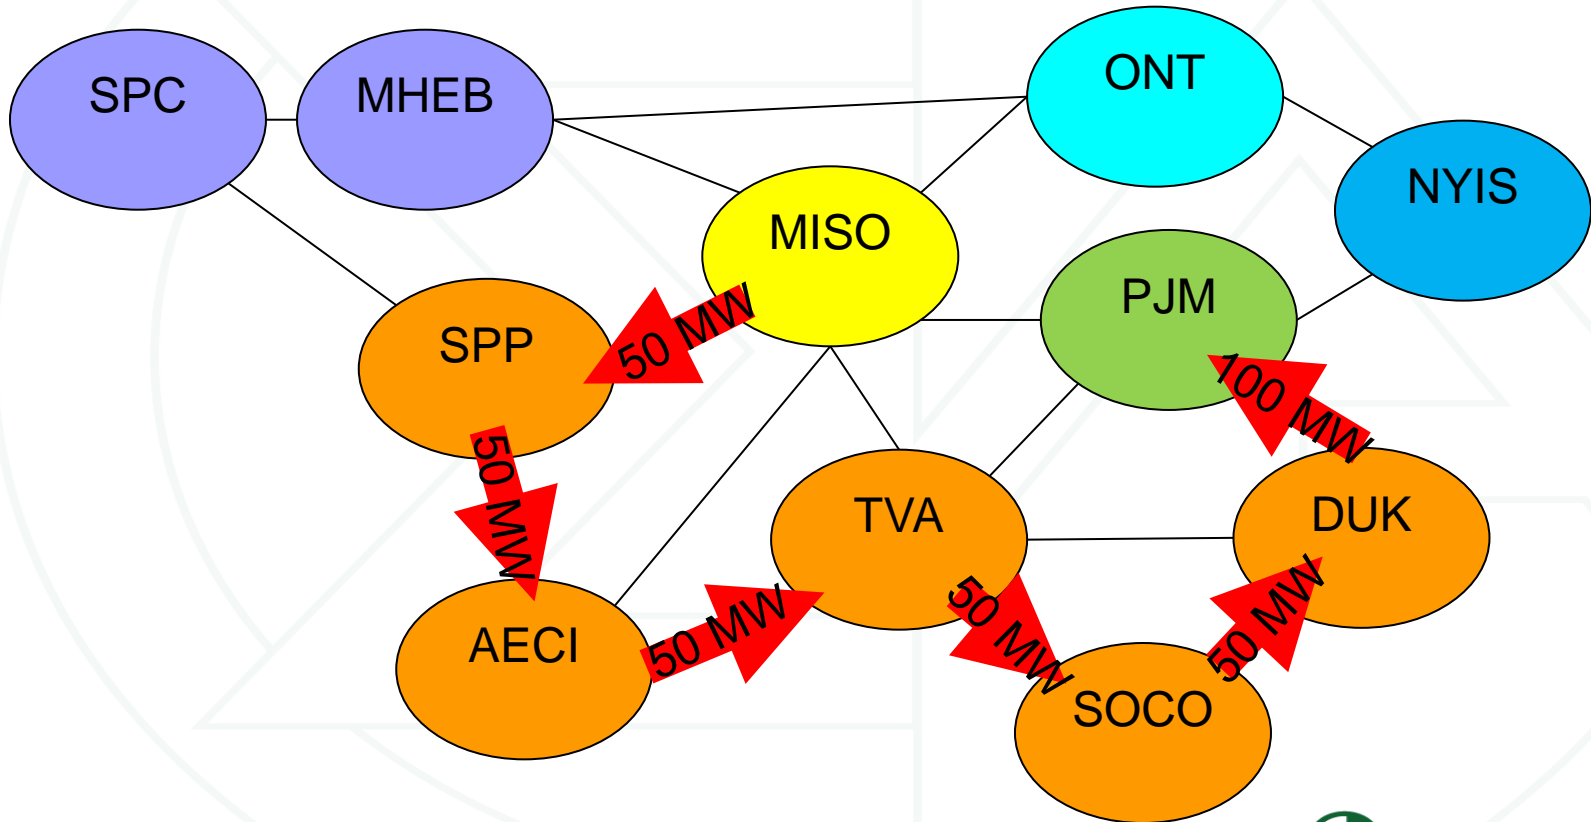 SPC
MHEB
ONT
NYIS
MISO
PJM
SPP
50 MW
100 MW
50 MW
TVA
DUK
AECI
50 MW
50 MW
50 MW
SOCO